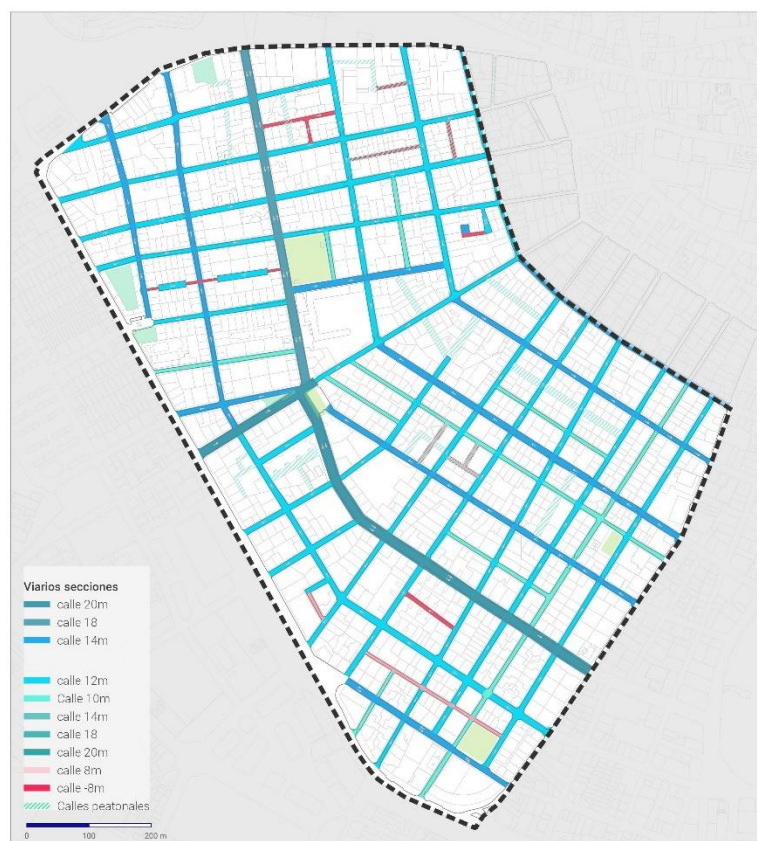 Viarios secciones
calle 20m
calle 18
calle 14m
calle 12m
Calle 10m
calle 14m
calle 18
calle 20m
calle 8m
calle -8m
Calles peatonales
0 100 200 m